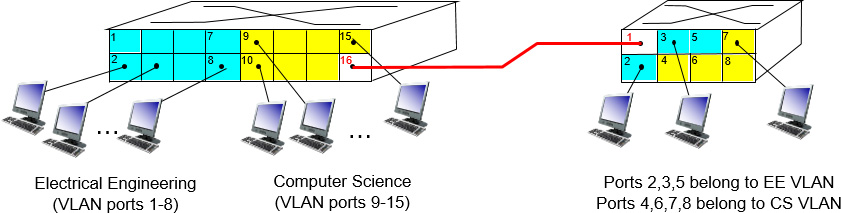 1 7 9 15
2 8 10 16
1 3 5 7
2 4 6 8
...
...
Electrical Engineering
(VLAN ports 1-8)
Computer Science
(VLAN ports 9-15)
Ports 2,3,5 belong to EE VLAN
Ports 4,6,7,8 belong to CS VLAN